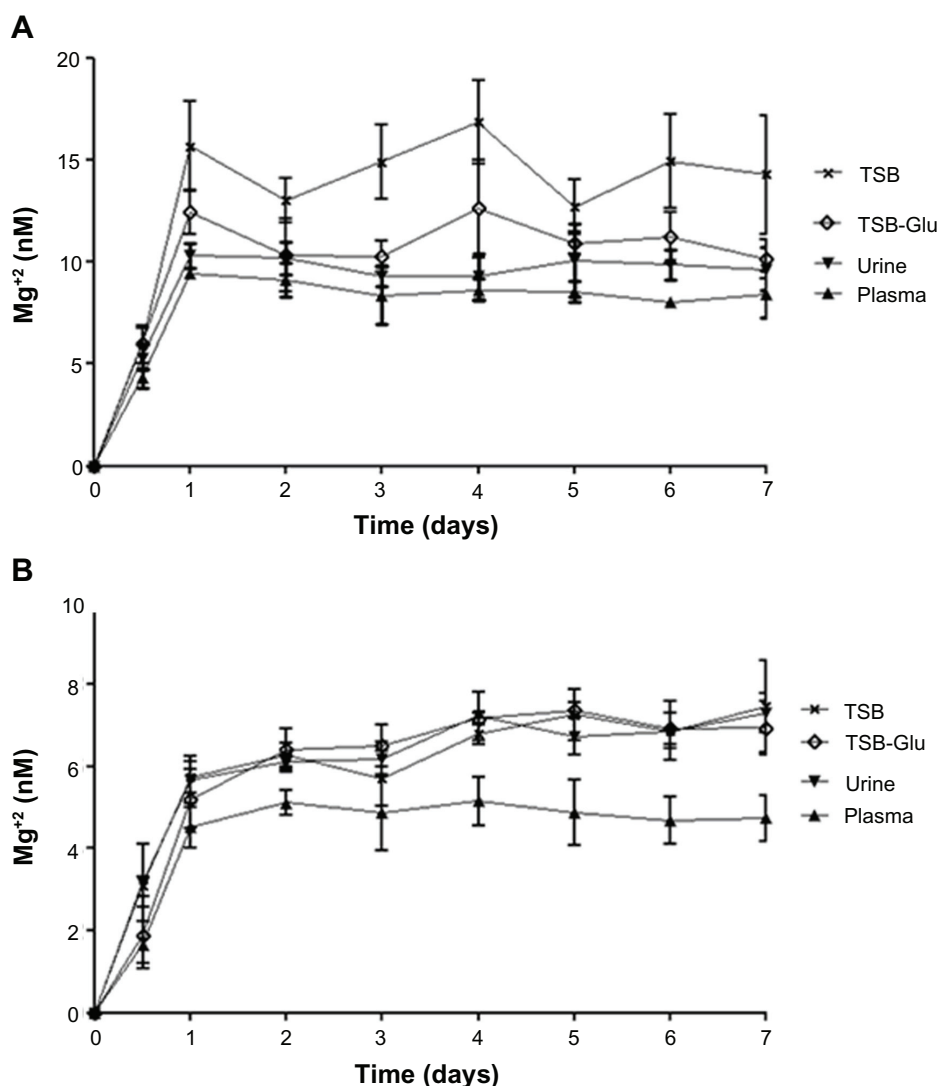 A
20
15
10
5
0
Mg⁺² (nM)
0 1 2 3 4 5 6 7
Time (days)
TSB
TSB-Glu
Urine
Plasma
B
10
8
6
4
2
0
Mg⁺² (nM)
0 1 2 3 4 5 6 7
Time (days)
TSB
TSB-Glu
Urine
Plasma